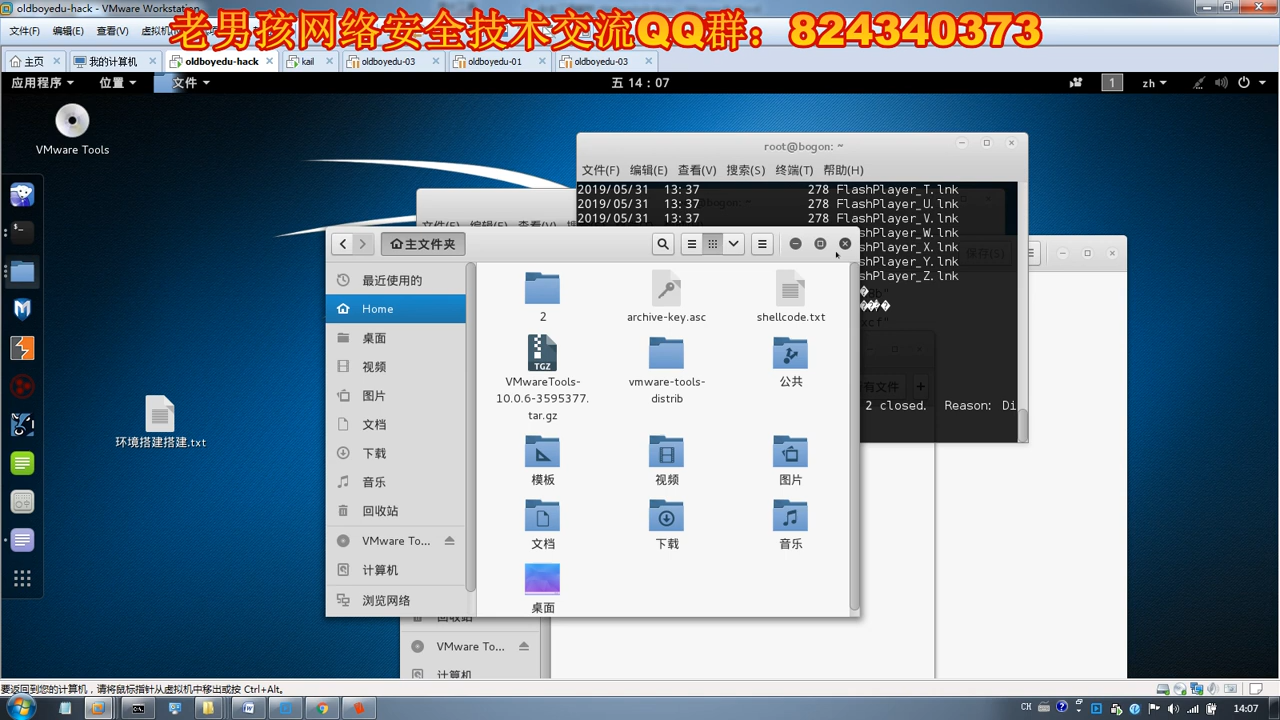 oldboyedu-hack - VMware Workstation
老男孩网络安全技术交流QQ群：824340373
文件(F) 编辑(E) 查看(V)
主页 我的计算机 oldboyedu-hack kail oldboyedu-03 oldboyedu-01 oldboyedu-03
应用程序 位置 文件 五 14：07 1 zh
VMware Tools
root@bogon: ~
文件(F) 编辑(E) 查看(V) 搜索(S) 终端(T) 帮助(H)
2019/05/31 13:37 278 FlashPlayer_T.lnk
2019/05/31 13:37 278 FlashPlayer_U.lnk
2019/05/31 13:37 278 FlashPlayer_V.lnk
shPlayer_W.lnk
shPlayer_X.lnk
shPlayer_Y.lnk
shPlayer_Z.lnk
保存(S)
2 closed. Reason: Di
主文件夹
最近使用的
Home
桌面
视频
图片
文档
下载
音乐
回收站
VMware To...
计算机
浏览网络
2
archive-key.asc
shellcode.txt
VMwareTools-
10.0.6-3595377.
tar.gz
vmware-tools-
distrib
公共
模板
视频
图片
文档
下载
音乐
桌面
环境搭建搭建.txt
回收站
VMware To...
计算机
要返回到您的计算机，请将鼠标指针从虚拟机中移出或按 Ctrl+Alt。
CH 14:07